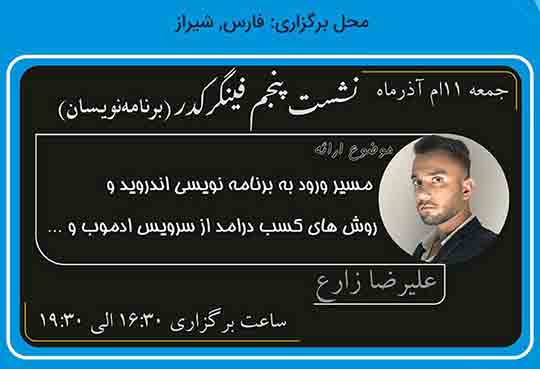 محل برگزاری: فارس, شیراز
جمعه ۱۱ام آذرماه
نشست پنجم فینگرکدر (برنامه‌نویسان)
موضوع ارائه
مسیر ورود به برنامه نویسی اندروید و
روش های کسب درامد از سرویس ادموب و ...
علیرضا زارع
ساعت برگزاری ۱۶:۳۰ الی ۱۹:۳۰